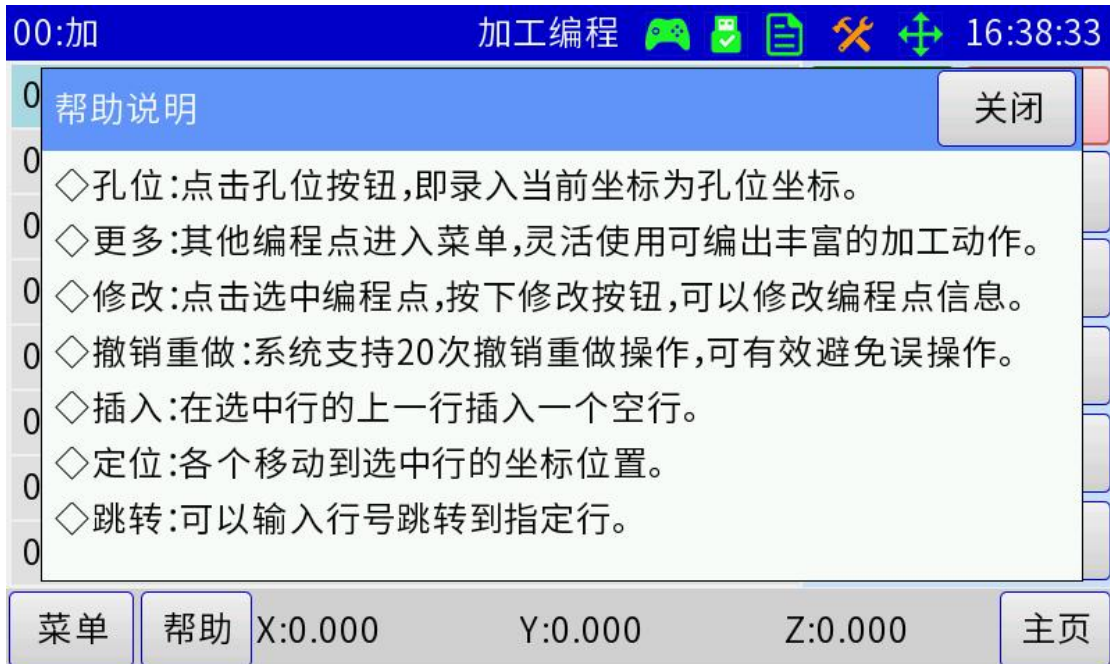 00:加 加工编程 16:38:33
帮助说明 关闭
0
0
◇孔位:点击孔位按钮,即录入当前坐标为孔位坐标。
0
◇更多:其他编程点进入菜单,灵活使用可编出丰富的加工动作。
0
◇修改:点击选中编程点,按下修改按钮,可以修改编程点信息。
0
◇撤销重做:系统支持20次撤销重做操作,可有效避免误操作。
0
◇插入:在选中行的上一行插入一个空行。
0
◇定位:各个移动到选中行的坐标位置。
◇跳转:可以输入行号跳转到指定行。
0
菜单 帮助 X:0.000 Y:0.000 Z:0.000 主页